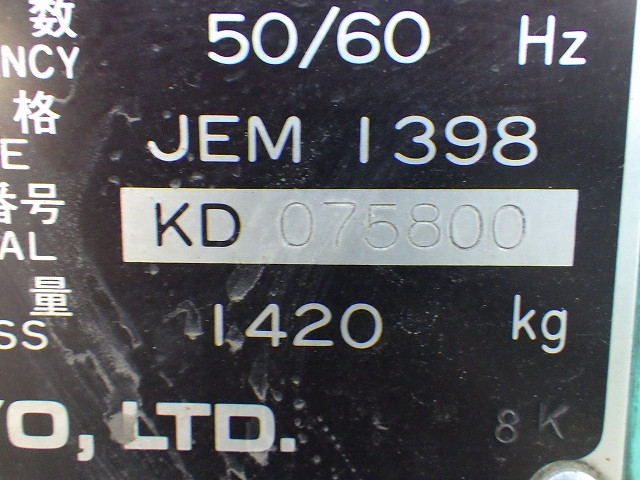 数 50/60 Hz
NCY
格
JEM 1398
E
番号
KD 075800
AL
量
1420 kg
SS
YO, LTD.
8K